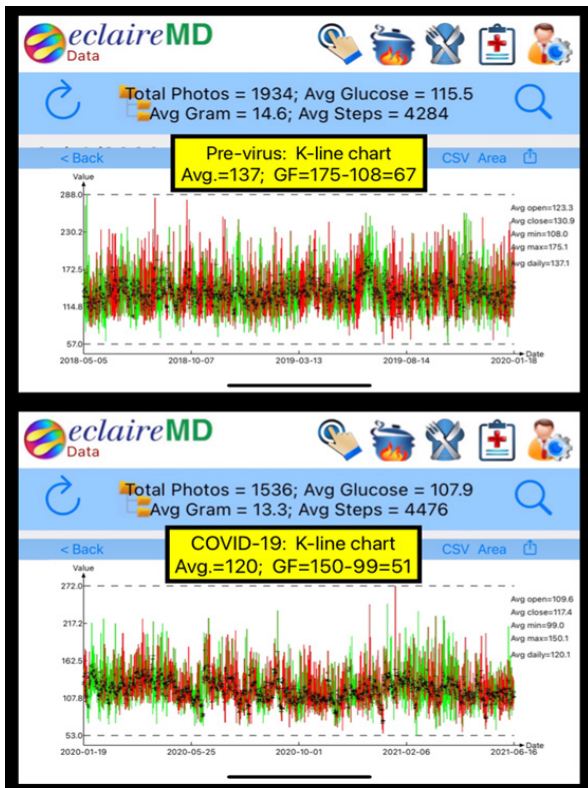 eclaireMD
Data
Total Photos = 1934; Avg Glucose = 115.5
Avg Gram = 14.6; Avg Steps = 4284
< Back
Pre-virus: K-line chart
Avg.=137; GF=175-108=67
CSV Area
Value
288.0
230.2
172.5
114.8
57.0
Avg open=123.3
Avg close=130.9
Avg min=108.0
Avg max=175.1
Avg daily=137.1
2018-05-05 2018-10-07 2019-03-13 2019-08-14 2020-01-18
Date
eclaireMD
Data
Total Photos = 1536; Avg Glucose = 107.9
Avg Gram = 13.3; Avg Steps = 4476
< Back
COVID-19: K-line chart
Avg.=120; GF=150-99=51
CSV Area
Value
272.0
217.2
162.5
107.8
53.0
Avg open=109.6
Avg close=117.4
Avg min=99.0
Avg max=150.1
Avg daily=120.1
2020-01-19 2020-05-25 2020-10-01 2021-02-06 2021-06-16
Date